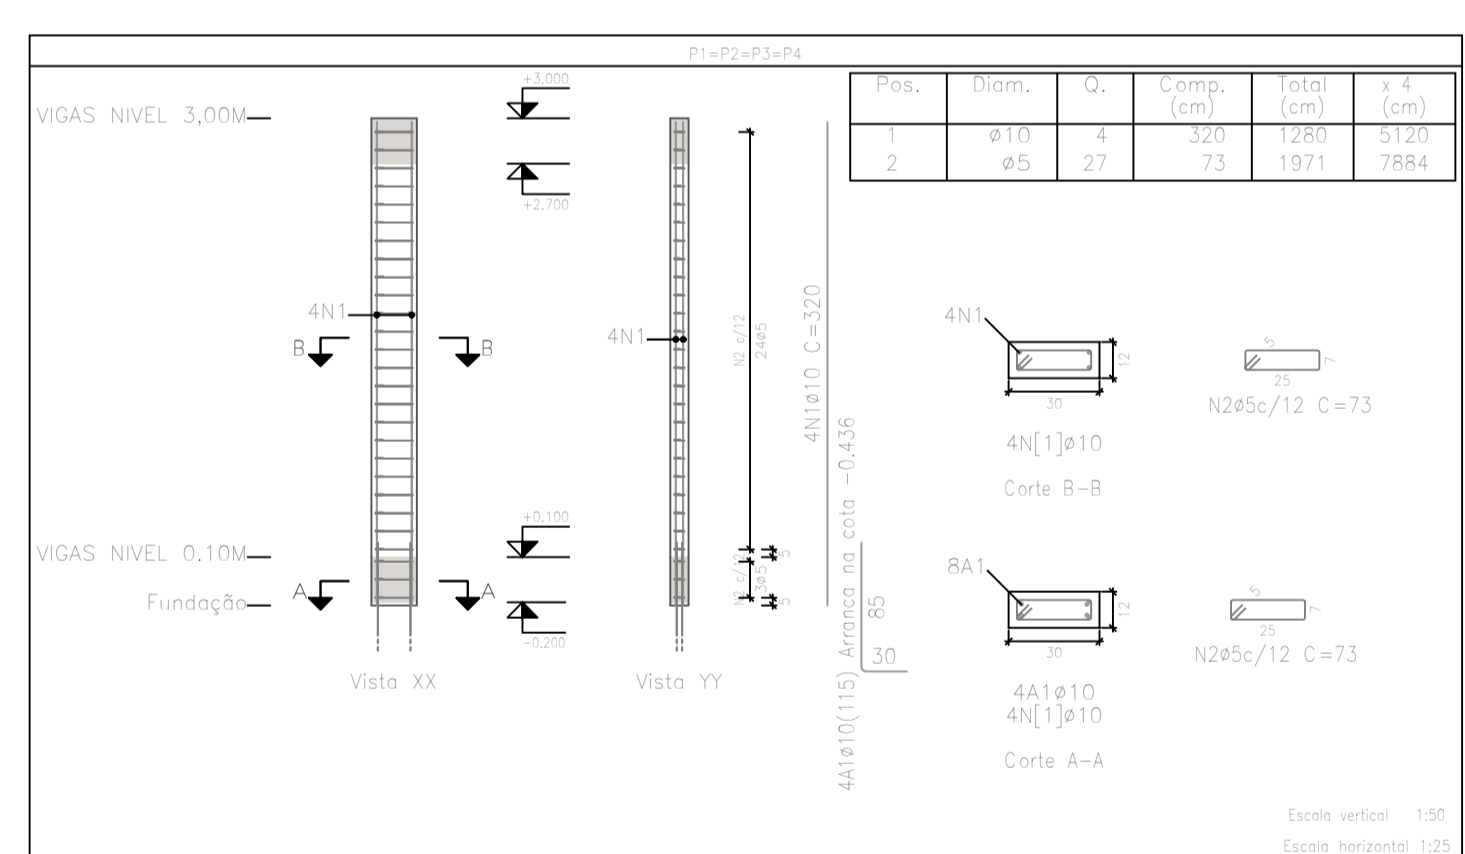 P1=P2=P3=P4
VIGAS NIVEL 3,00M
+3.000
+2.700
4N1
B
B
VIGAS NIVEL 0.10M
+0.100
Fundação
A
A
-0.200
Vista XX
4N1
N2 c/12
24ø5
5
N2 c/12
3ø5
5
Vista YY
4N1ø10 C=320
4A1ø10(115) Arranca na cota -0.436
85
30
Pos. Diam. Q. Comp. (cm) Total (cm) x 4 (cm)
1 ø10 4 320 1280 5120
2 ø5 27 73 1971 7884
4N1
12
30
4N[1]ø10
Corte B-B
5
7
25
N2ø5c/12 C=73
8A1
12
30
4A1ø10
4N[1]ø10
Corte A-A
5
7
25
N2ø5c/12 C=73
Escala vertical 1:50
Escala horizontal 1:25